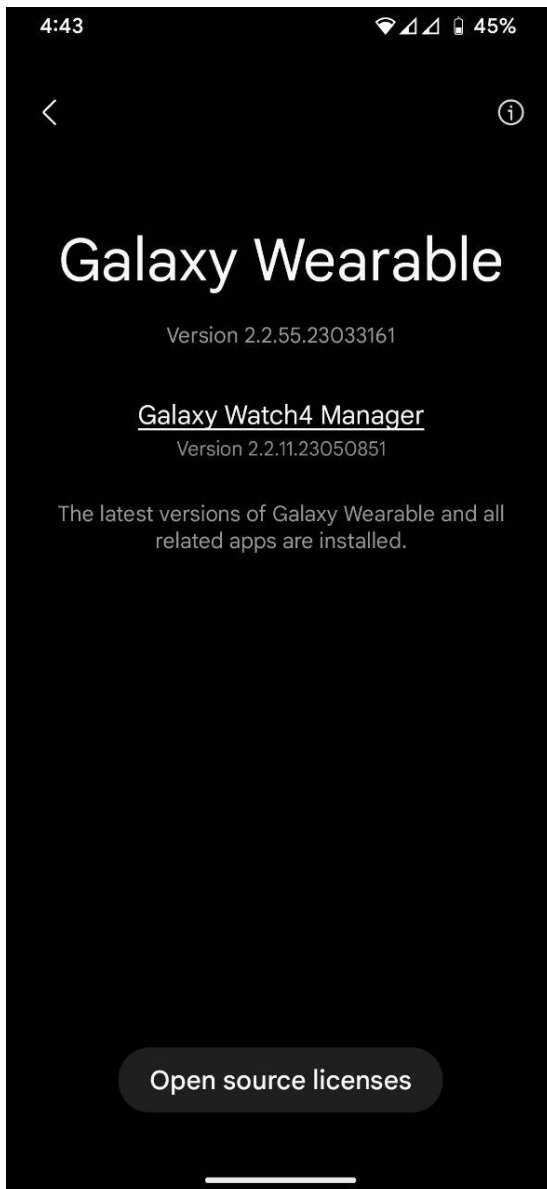 4:43
45%
Galaxy Wearable
Version 2.2.55.23033161
Galaxy Watch4 Manager
Version 2.2.11.23050851
The latest versions of Galaxy Wearable and all
related apps are installed.
Open source licenses